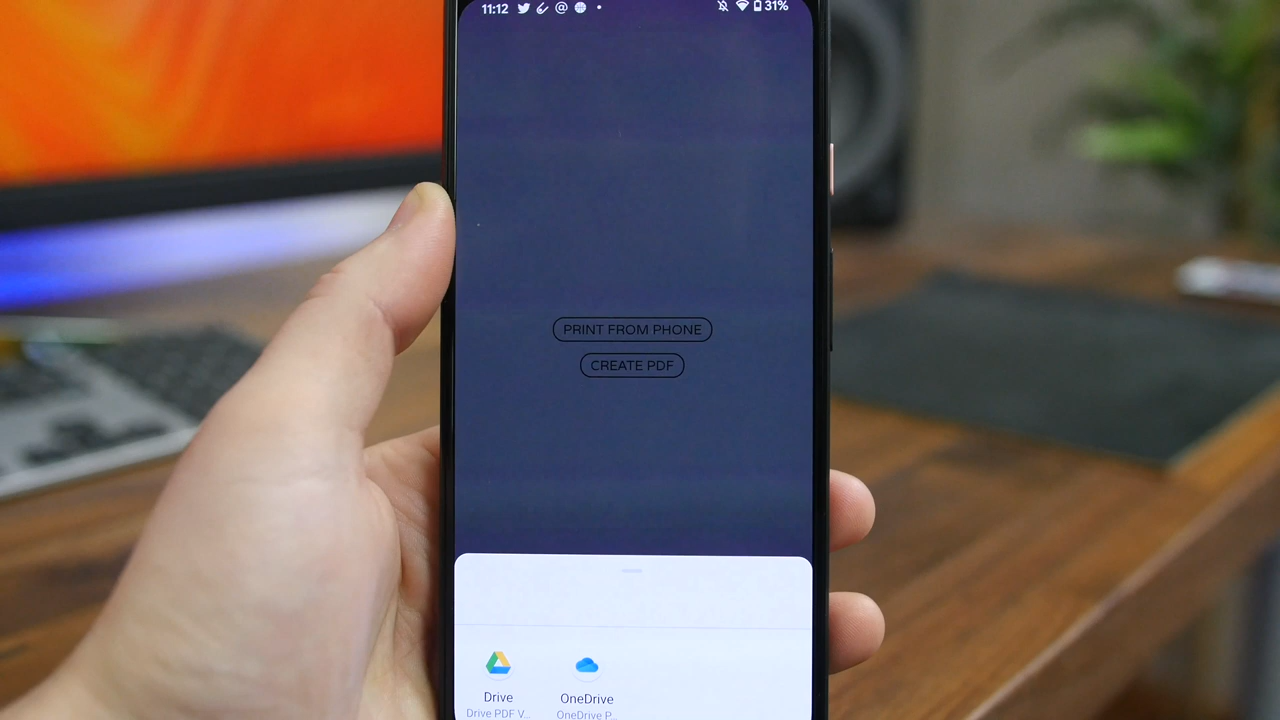 11:12 31%
PRINT FROM PHONE
CREATE PDF
Drive OneDrive
Drive PDF V... OneDrive P...